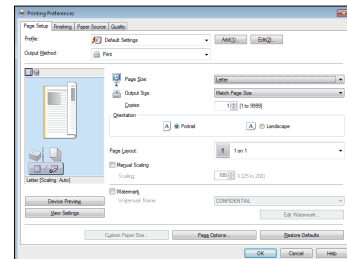 Printing Preferences
Page Setup Finishing Paper Source Quality
Profile: Default Settings Add(1)... Edit(2)...
Output Method: Print
Page Size: Letter
Output Size: Match Page Size
Copies: 1 [1 to 9999]
Orientation
A Portrait A Landscape
Page Layout: 1 1 on 1
Manual Scaling
Scaling: 100 % [25 to 200]
Letter [Scaling: Auto]
Watermark
Watermark Name: CONFIDENTIAL
Device Preview
View Settings
Edit Watermark...
Custom Paper Size... Page Options... Restore Defaults
OK Cancel Help